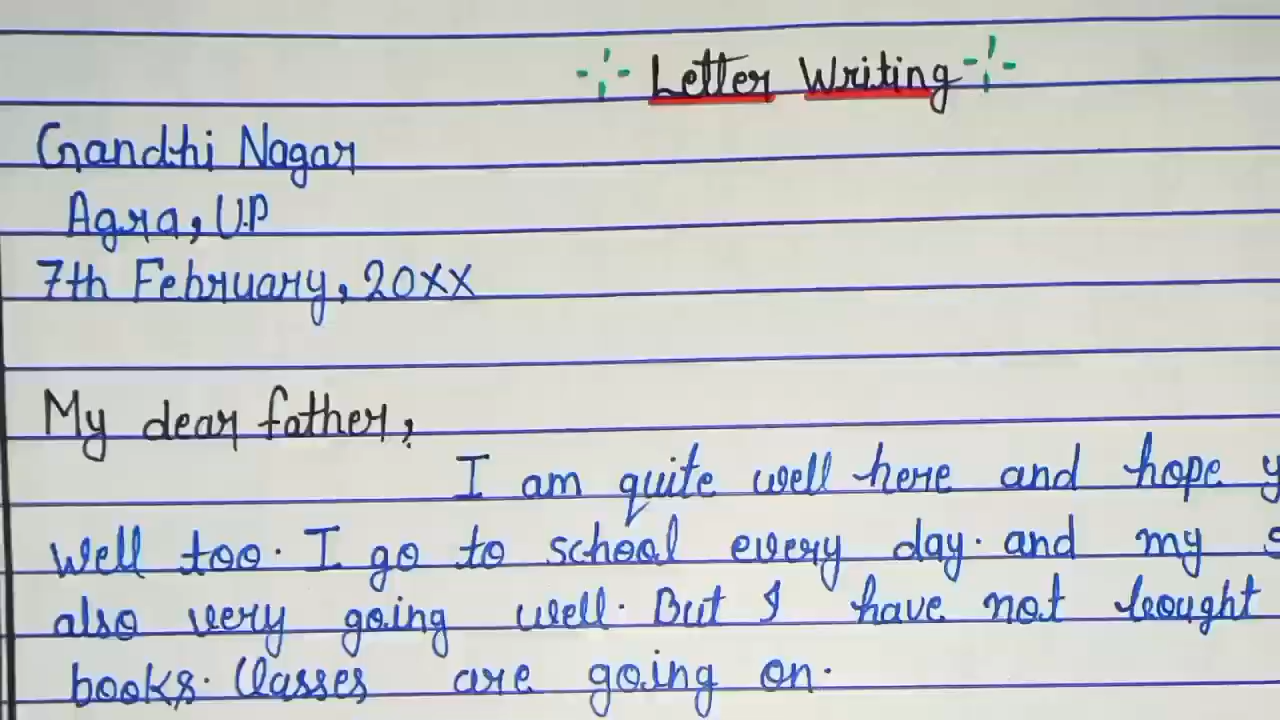 Letter Writing
Gandhi Nagar
Agra, U.P
7th February, 20XX
My dear father,
I am quite well here and hope
well too. I go to school every day. and my
also very going well. But I have not bought
books. Classes are going on.